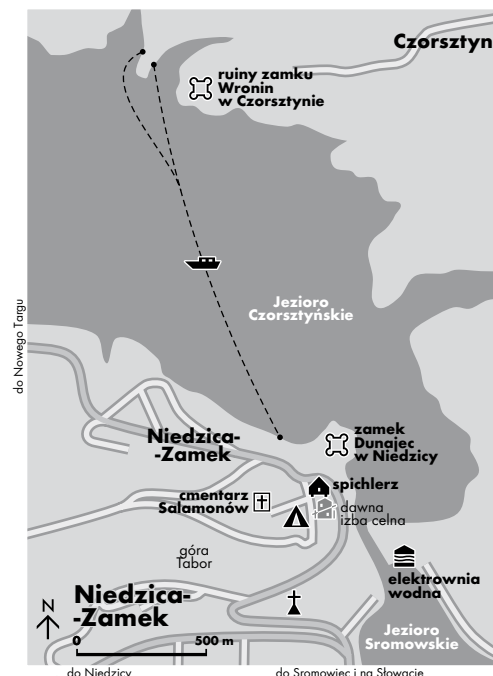 Czorsztyn
ruiny zamku
Wronin
w Czorsztynie
Jezioro
Czorsztyńskie
do Nowego Targu
Niedzica-
-Zamek
zamek
Dunajec
w Niedzicy
spichlerz
cmentarz
Salamonów
dawna
izba celna
góra
Tabor
elektrownia
wodna
Niedzica-
-Zamek
N
0 500 m
Jezioro
Sromowskie
do Niedzicy
do Sromowiec i na Słowację